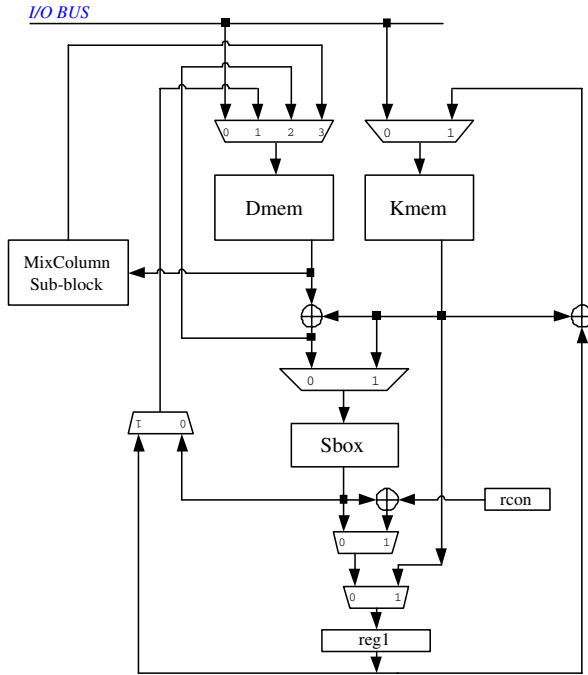 I/O BUS
0 1 2 3
0 1
Dmem
Kmem
MixColumn
Sub-block
0 1
1 0
Sbox
rcon
0 1
0 1
reg1